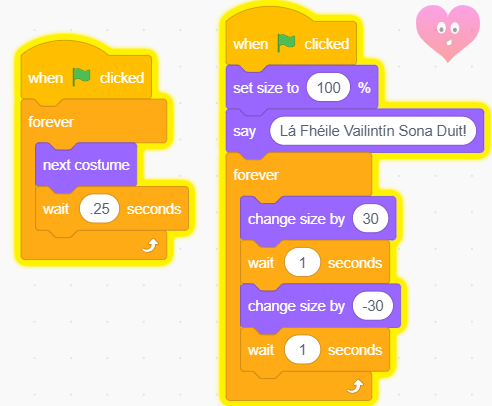 when clicked
forever
next costume
wait .25 seconds
when clicked
set size to 100 %
say Lá Fhéile Vailintín Sona Duit!
forever
change size by 30
wait 1 seconds
change size by -30
wait 1 seconds